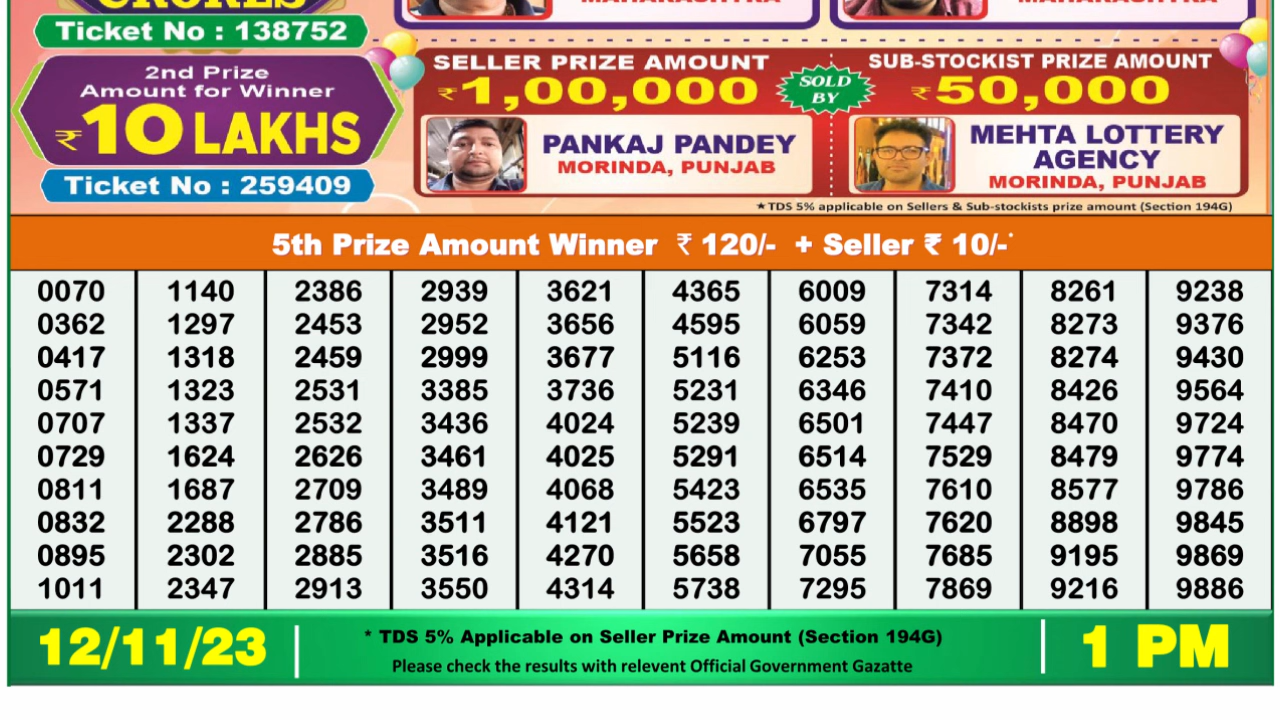 CRORES
MAHARASHTRA
MAHARASHTRA
Ticket No : 138752
2nd Prize
Amount for Winner
₹10 LAKHS
Ticket No : 259409
SELLER PRIZE AMOUNT
₹1,00,000
SOLD
BY
SUB-STOCKIST PRIZE AMOUNT
₹50,000
PANKAJ PANDEY
MORINDA, PUNJAB
MEHTA LOTTERY
AGENCY
MORINDA, PUNJAB
★TDS 5% applicable on Sellers & Sub-stockists prize amount (Section 194G)
5th Prize Amount Winner ₹ 120/- + Seller ₹ 10/-*
0070 1140 2386 2939 3621 4365 6009 7314 8261 9238
0362 1297 2453 2952 3656 4595 6059 7342 8273 9376
0417 1318 2459 2999 3677 5116 6253 7372 8274 9430
0571 1323 2531 3385 3736 5231 6346 7410 8426 9564
0707 1337 2532 3436 4024 5239 6501 7447 8470 9724
0729 1624 2626 3461 4025 5291 6514 7529 8479 9774
0811 1687 2709 3489 4068 5423 6535 7610 8577 9786
0832 2288 2786 3511 4121 5523 6797 7620 8898 9845
0895 2302 2885 3516 4270 5658 7055 7685 9195 9869
1011 2347 2913 3550 4314 5738 7295 7869 9216 9886
12/11/23
* TDS 5% Applicable on Seller Prize Amount (Section 194G)
Please check the results with relevent Official Government Gazatte
1 PM